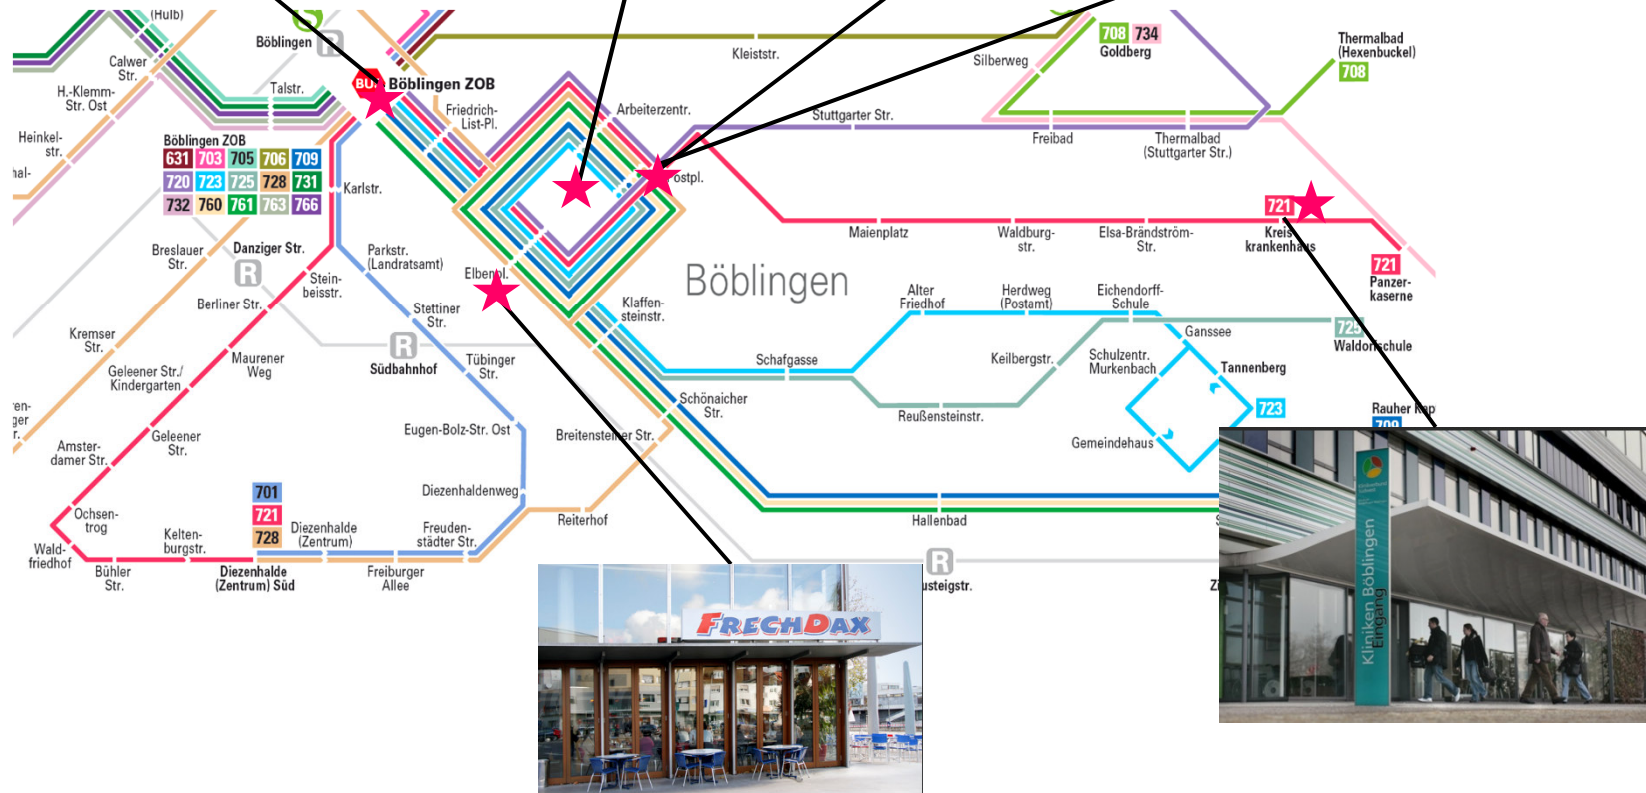 (Hulb)
Böblingen
R
Calwer
Str.
H.-Klemm-
Str. Ost
Talstr.
Heinkel-
str.
Böblingen ZOB
Friedrich-
List-Pl.
Kleiststr.
Arbeiterzentr.
Stuttgarter Str.
Silberweg
708 734
Goldberg
Thermalbad
(Hexenbuckel)
708
Freibad
Thermalbad
(Stuttgarter Str.)
Böblingen ZOB
631 703 705 706 709
720 723 725 728 731
732 760 761 763 766
Karlstr.
Breslauer
Str.
Danziger Str.
R
Parkstr.
(Landratsamt)
Stein-
beisstr.
Berliner Str.
Stettiner
Str.
Kremser
Str.
R
Südbahnhof
Tübinger
Str.
Maurener
Weg
Geleener Str./
Kindergarten
Geleener
Str.
Amster-
damer Str.
Ochsen-
trog
Wald-
friedhof
Bühler
Str.
Kelten-
burgstr.
701
721
728
Diezenhalde
(Zentrum) Süd
Diezenhalde
(Zentrum)
Freiburger
Allee
Freuden-
städter Str.
Diezenhaldenweg
Eugen-Bolz-Str. Ost
Breitensteiner Str.
Reiterhof
Elbenpl.
Postpl.
Böblingen
Maienplatz
Waldburg-
str.
Elsa-Brändström-
Str.
721
Kreis-
krankenhaus
721
Panzer-
kaserne
Klaffen-
steinstr.
Alter
Friedhof
Herdweg
(Postamt)
Eichendorff-
Schule
Ganssee
725
Waldorfschule
Schafgasse
Keilbergstr.
Schulzentr.
Murkenbach
Tannenberg
723
Reußensteinstr.
Gemeindehaus
Schönaicher
Str.
Rauher Kap
709
Hallenbad
R
usteigstr.
FRECHDAX
Kliniken Böblingen
Eingang